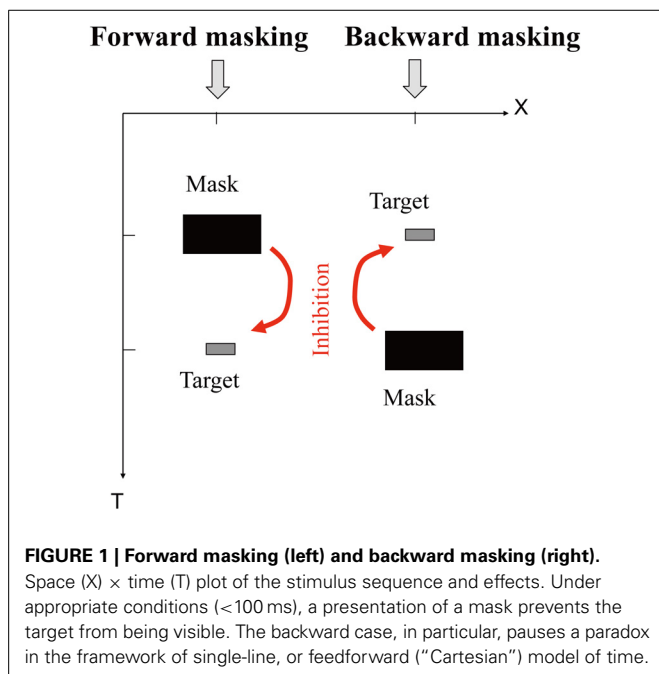 Forward masking Backward masking
X
Mask
Target
Inhibition
Target
Mask
T
FIGURE 1 | Forward masking (left) and backward masking (right).
Space (X) × time (T) plot of the stimulus sequence and effects. Under
appropriate conditions (<100 ms), a presentation of a mask prevents the
target from being visible. The backward case, in particular, pauses a paradox
in the framework of single-line, or feedforward (“Cartesian”) model of time.